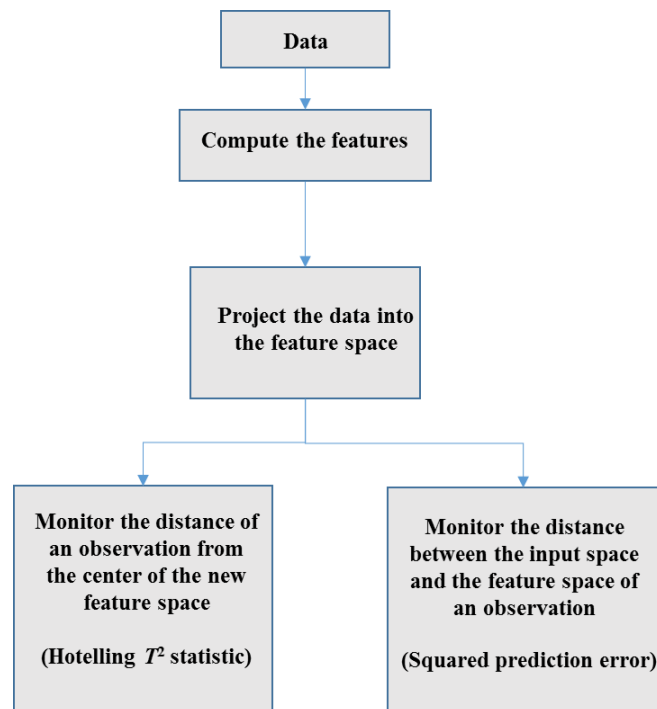 Data
Compute the features
Project the data into
the feature space
Monitor the distance of
an observation from
the center of the new
feature space
(Hotelling T² statistic)
Monitor the distance
between the input space
and the feature space of
an observation
(Squared prediction error)